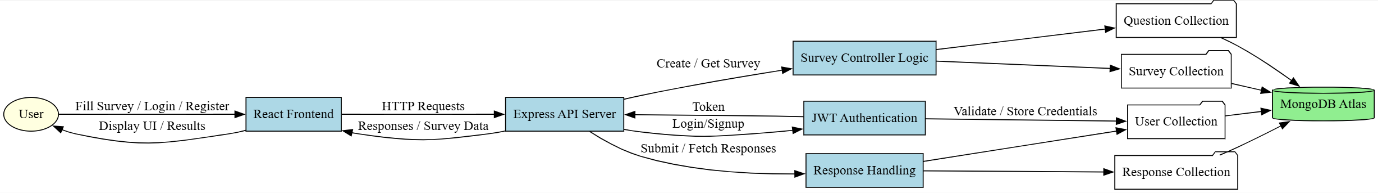 User
Fill Survey / Login / Register
Display UI / Results
React Frontend
HTTP Requests
Responses / Survey Data
Express API Server
Create / Get Survey
Token
Login/Signup
Submit / Fetch Responses
Survey Controller Logic
JWT Authentication
Response Handling
Validate / Store Credentials
Question Collection
Survey Collection
User Collection
Response Collection
MongoDB Atlas